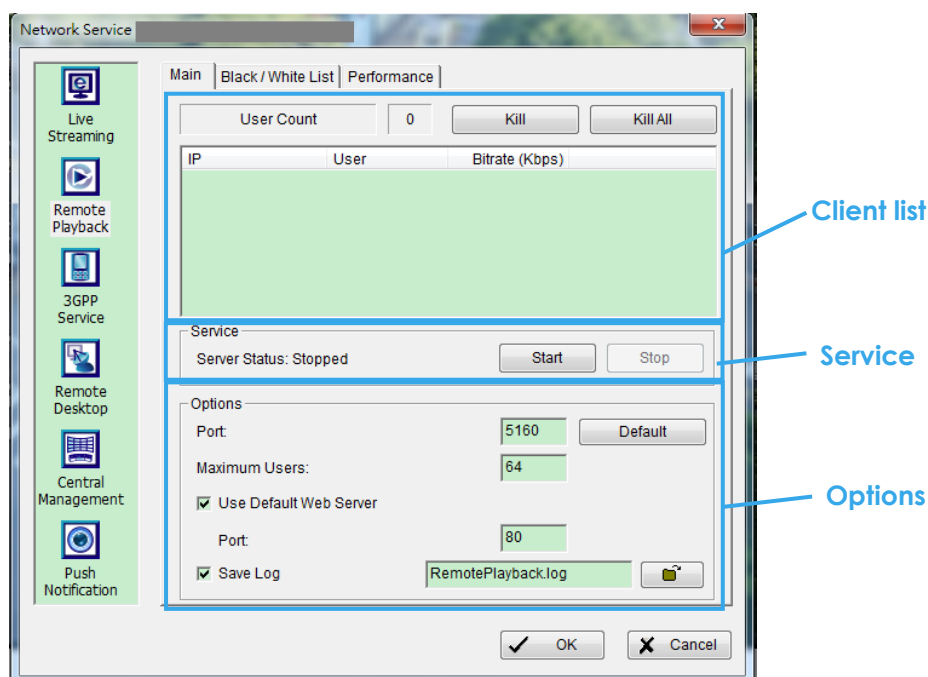 Network Service
Live
Streaming
Remote
Playback
3GPP
Service
Remote
Desktop
Central
Management
Push
Notification
Main
Black / White List
Performance
User Count
0
Kill
Kill All
IP
User
Bitrate (Kbps)
Client list
Service
Server Status: Stopped
Start
Stop
Service
Options
Port:
5160
Default
Maximum Users:
64
Use Default Web Server
Port:
80
Save Log
RemotePlayback.log
Options
OK
Cancel